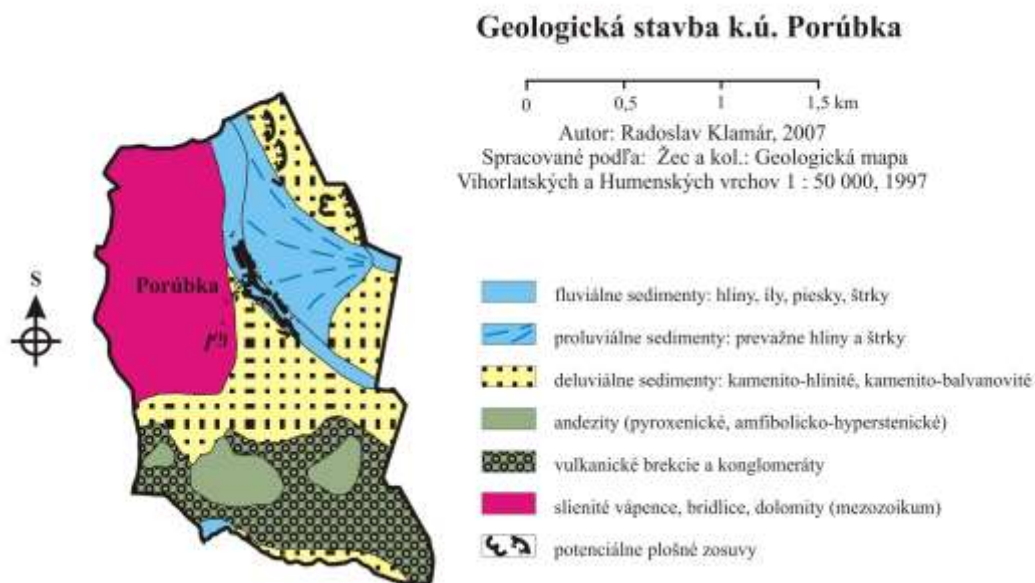 Geologická stavba k.ú. Porúbka
0 0,5 1 1,5 km
Autor: Radoslav Klamár, 2007
Spracované podľa: Žec a kol.: Geologická mapa
Vihorlatských a Humenských vrchov 1 : 50 000, 1997
S
Porúbka
fluviálne sedimenty: hliny, íly, piesky, štrky
proluviálne sedimenty: prevažne hliny a štrky
deluviálne sedimenty: kamenito-hlinité, kamenito-balvanovité
andezity (pyroxenické, amfibolicko-hyperstenické)
vulkanické brekcie a konglomeráty
slienité vápence, bridlice, dolomity (mezozoikum)
potenciálne plošné zosuvy